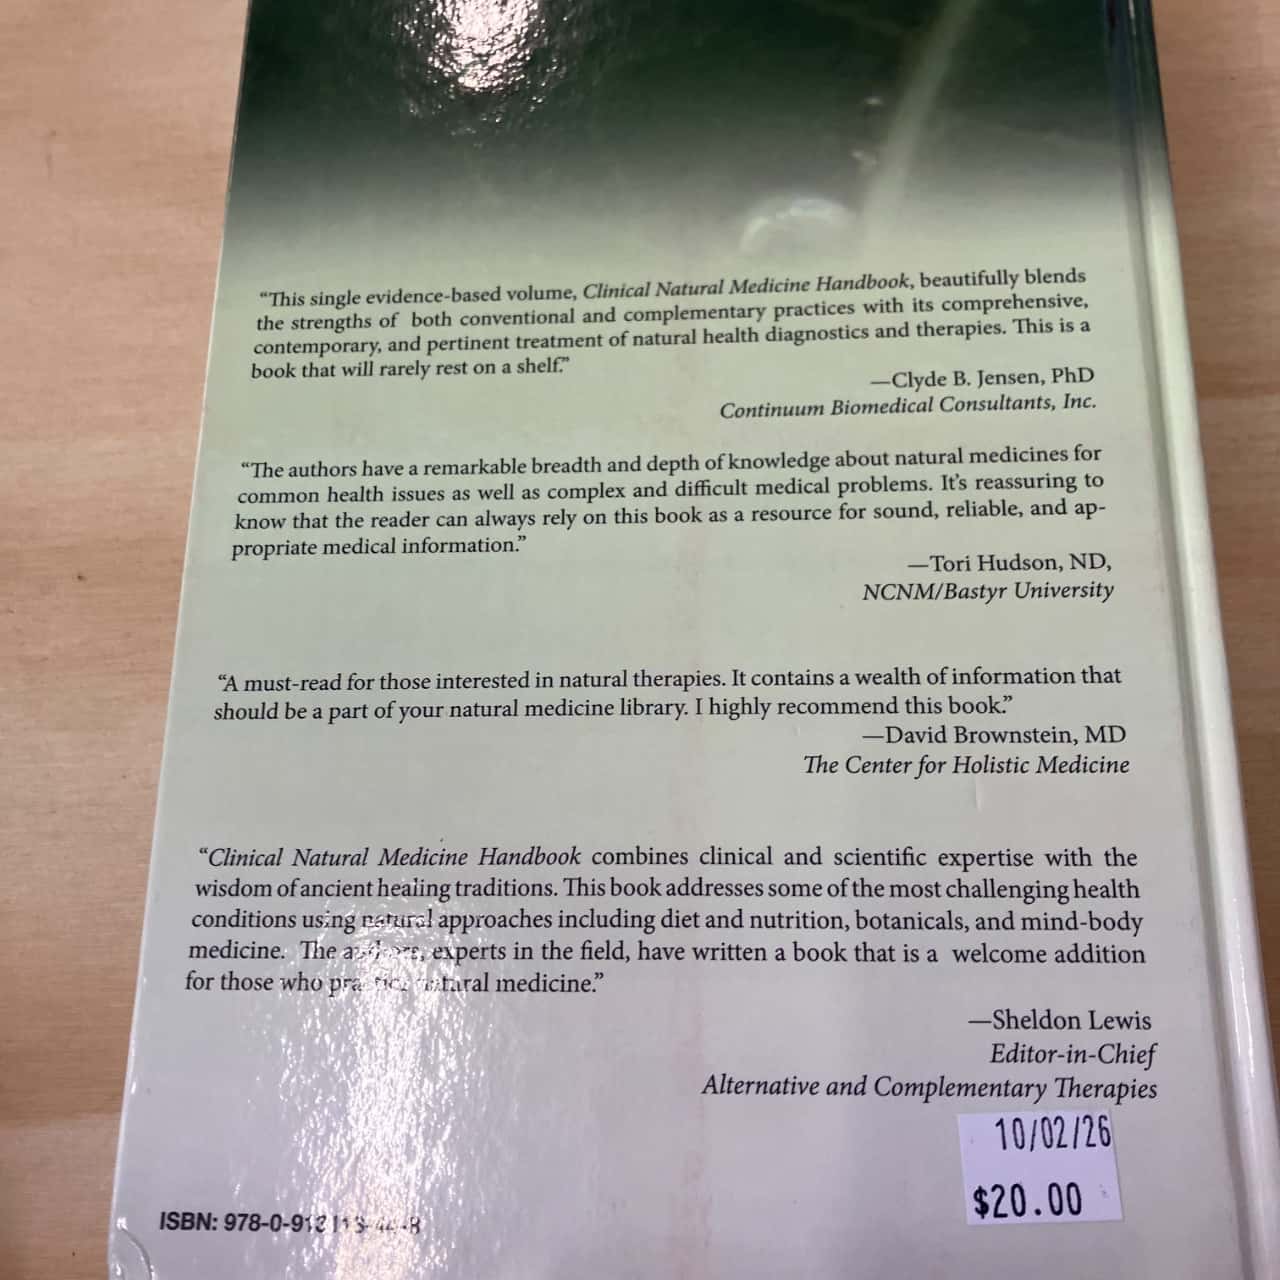 “This single evidence-based volume, Clinical Natural Medicine Handbook, beautifully blends
the strengths of both conventional and complementary practices with its comprehensive,
contemporary, and pertinent treatment of natural health diagnostics and therapies. This is a
book that will rarely rest on a shelf.”
—Clyde B. Jensen, PhD
Continuum Biomedical Consultants, Inc.
“The authors have a remarkable breadth and depth of knowledge about natural medicines for
common health issues as well as complex and difficult medical problems. It’s reassuring to
know that the reader can always rely on this book as a resource for sound, reliable, and ap-
propriate medical information.”
—Tori Hudson, ND,
NCNM/Bastyr University
“A must-read for those interested in natural therapies. It contains a wealth of information that
should be a part of your natural medicine library. I highly recommend this book.”
—David Brownstein, MD
The Center for Holistic Medicine
“Clinical Natural Medicine Handbook combines clinical and scientific expertise with the
wisdom of ancient healing traditions. This book addresses some of the most challenging health
conditions using natural approaches including diet and nutrition, botanicals, and mind-body
medicine. The authors, experts in the field, have written a book that is a welcome addition
for those who practice natural medicine.”
—Sheldon Lewis
Editor-in-Chief
Alternative and Complementary Therapies
10/02/26
$20.00
ISBN: